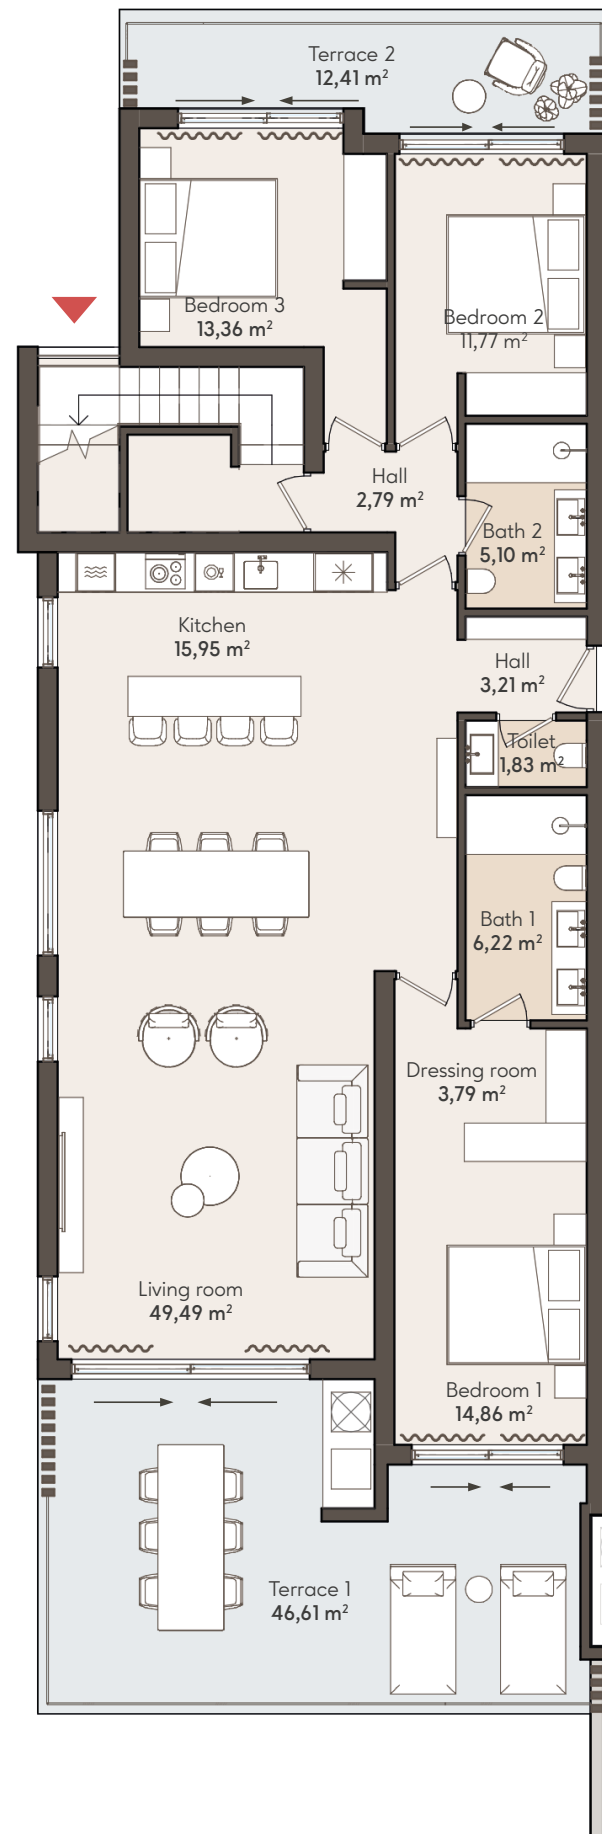 Terrace 2
12,41 m²
Bedroom 3
13,36 m²
Bedroom 2
11,77 m²
Hall
2,79 m²
Bath 2
5,10 m²
Kitchen
15,95 m²
Hall
3,21 m²
Toilet
1,83 m²
Bath 1
6,22 m²
Dressing room
3,79 m²
Living room
49,49 m²
Bedroom 1
14,86 m²
Terrace 1
46,61 m²